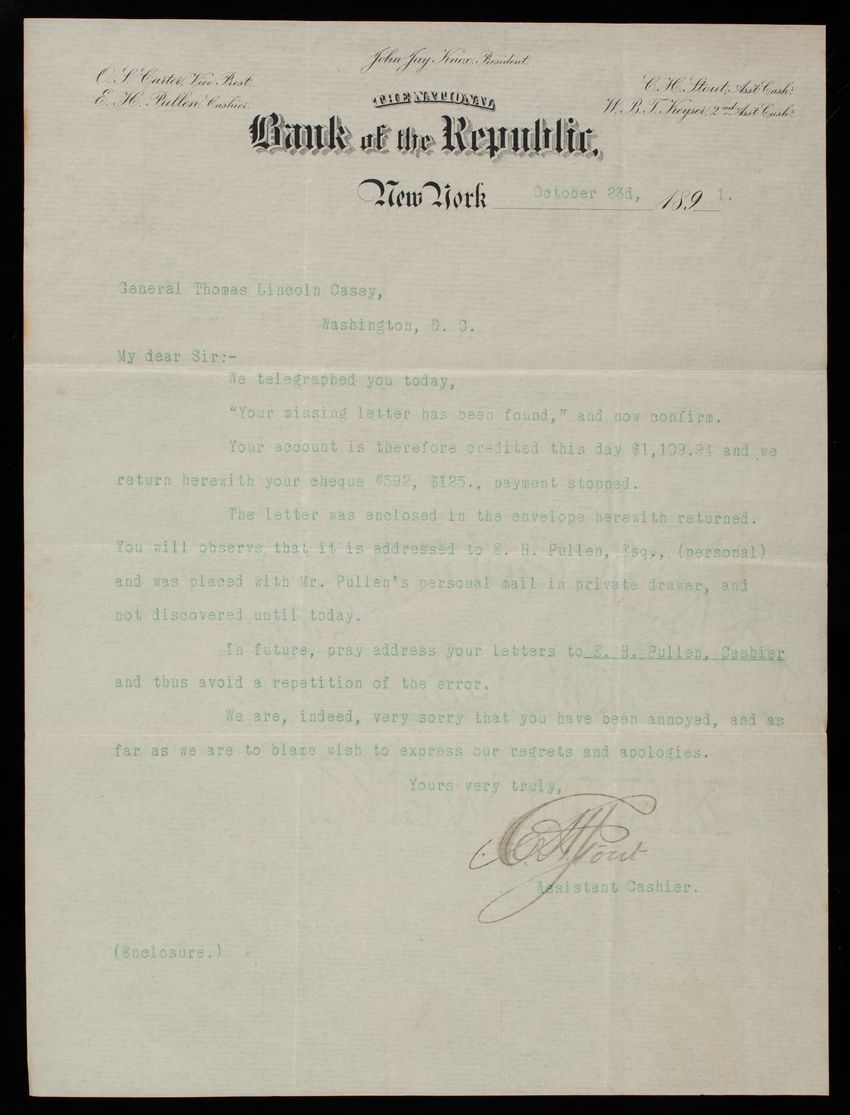 John Jay Knox, President.
O. S. Carter, Vice Prest.
E. H. Pullen, Cashier.
C. H. Stout, Asst Cashr.
W. B. T. Keyser, 2nd Asst Cashr.
THE NATIONAL
Bank of the Republic.
New York October 23d, 1891.
General Thomas Lincoln Casey,
Washington, D. C.
My dear Sir:-
We telegraphed you today,
"Your missing letter has been found," and now confirm.
Your account is therefore credited this day $1,109.94 and we
return herewith your cheque #392, $125., payment stopped.
The letter was enclosed in the envelope herewith returned.
You will observe that it is addressed to E. H. Pullen, Esq., (personal)
and was placed with Mr. Pullen's personal mail in private drawer, and
not discovered until today.
In future, pray address your letters to E. H. Pullen, Cashier
and thus avoid a repetition of the error.
We are, indeed, very sorry that you have been annoyed, and as
far as we are to blame wish to express our regrets and apologies.
Yours very truly,
C H Stout
Assistant Cashier.
(Enclosure.)